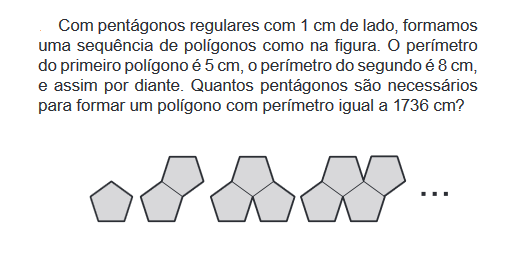 Com pentágonos regulares com 1 cm de lado, formamos
uma sequência de polígonos como na figura. O perímetro
do primeiro polígono é 5 cm, o perímetro do segundo é 8 cm,
e assim por diante. Quantos pentágonos são necessários
para formar um polígono com perímetro igual a 1736 cm?
...